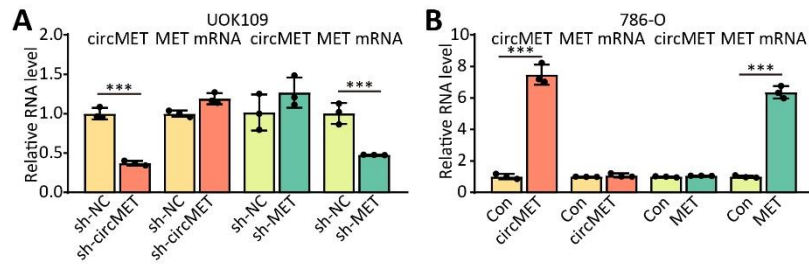 A
UOK109
circMET MET mRNA circMET MET mRNA
Relative RNA level
2.0
1.5
1.0
0.5
0.0
***
***
sh-NC
sh-circMET
sh-NC
sh-circMET
sh-NC
sh-MET
sh-NC
sh-MET
B
786-O
circMET MET mRNA circMET MET mRNA
Relative RNA level
10
8
6
4
2
0
***
***
Con
circMET
Con
circMET
Con
MET
Con
MET